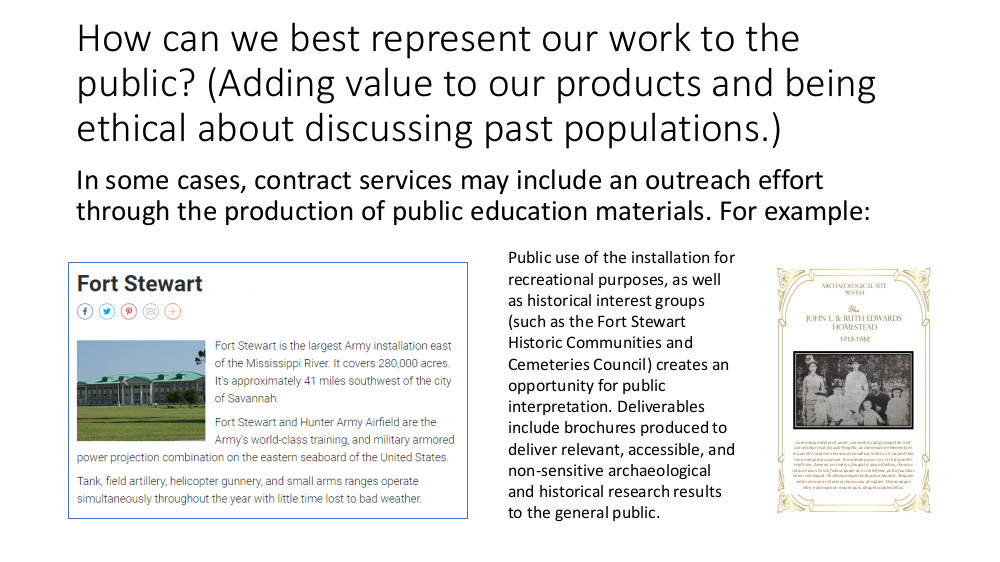 How can we best represent our work to the
public? (Adding value to our products and being
ethical about discussing past populations.)
In some cases, contract services may include an outreach effort
through the production of public education materials. For example:
Fort Stewart
Fort Stewart is the largest Army installation east
of the Mississippi River. It covers 280,000 acres.
It's approximately 41 miles southwest of the city
of Savannah.
Fort Stewart and Hunter Army Airfield are the
Army's world-class training, and military armored
power projection combination on the eastern seaboard of the United States.
Tank, field artillery, helicopter gunnery, and small arms ranges operate
simultaneously throughout the year with little time lost to bad weather.
Public use of the installation for
recreational purposes, as well
as historical interest groups
(such as the Fort Stewart
Historic Communities and
Cemeteries Council) creates an
opportunity for public
interpretation. Deliverables
include brochures produced to
deliver relevant, accessible, and
non-sensitive archaeological
and historical research results
to the general public.
ARCHAEOLOGICAL SITE
The
JOHN L & RUTH EDWARDS
HOMESTEAD
1918-1942